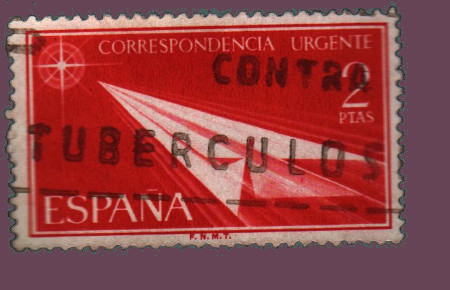 CORRESPONDENCIA URGENTE
CONTRA
2
PTAS
TUBERCULOS
ESPAÑA
F.N.M.T.